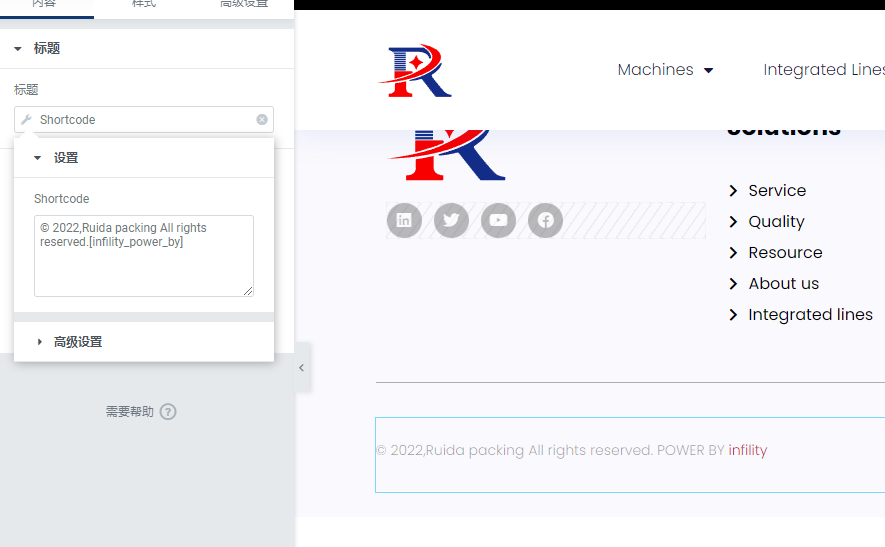 内容
样式
高级设置
标题
标题
Shortcode
设置
Shortcode
© 2022,Ruida packing All rights
reserved.[infility_power_by]
高级设置
需要帮助 ?
R
Machines
Integrated Lines
R
Solutions
Service
Quality
Resource
About us
Integrated lines
© 2022,Ruida packing All rights reserved. POWER BY infility